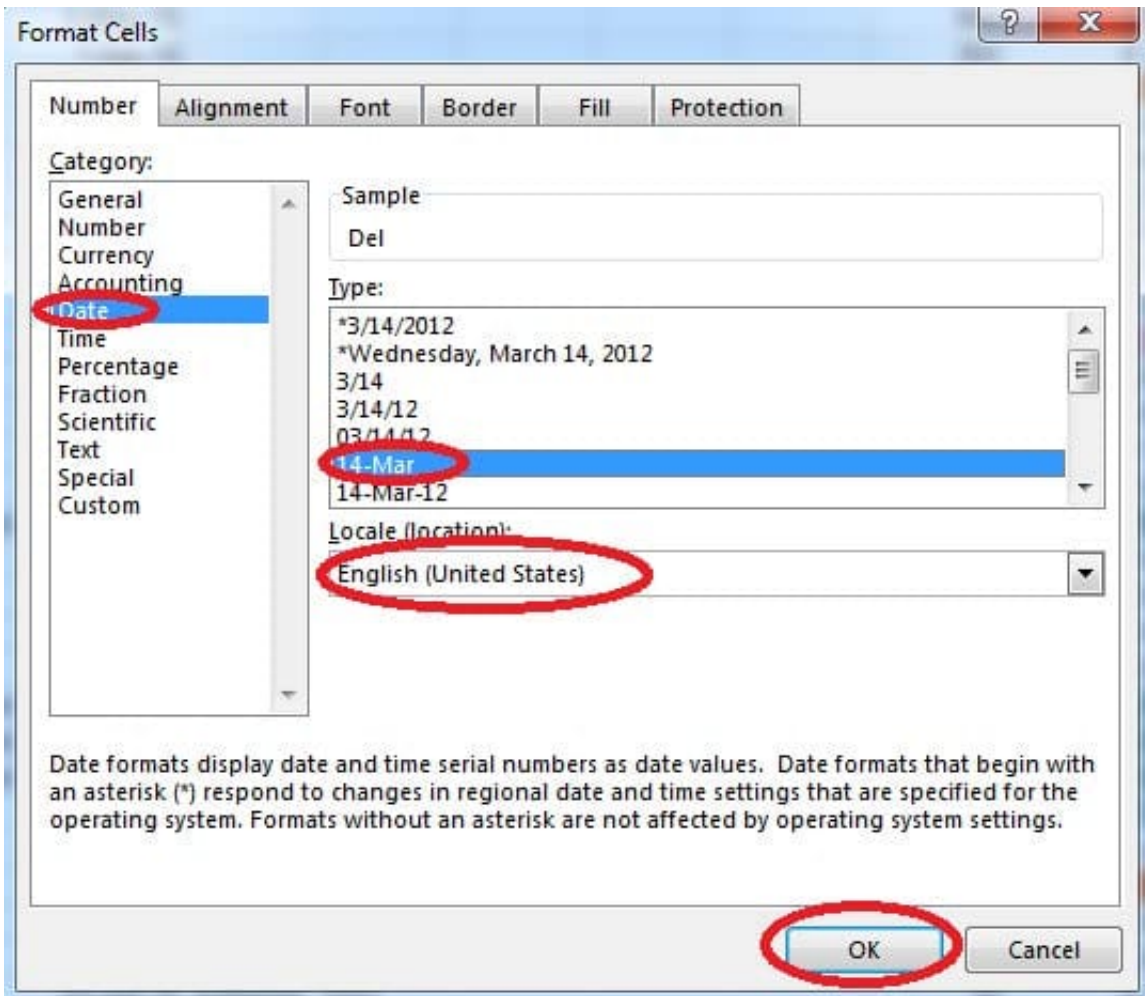 Format Cells
Number Alignment Font Border Fill Protection
Category:
General
Number
Currency
Accounting
Date
Time
Percentage
Fraction
Scientific
Text
Special
Custom
Sample
Del
Type:
*3/14/2012
*Wednesday, March 14, 2012
3/14
3/14/12
03/14/12
14-Mar
14-Mar-12
Locale (location):
English (United States)
Date formats display date and time serial numbers as date values. Date formats that begin with
an asterisk (*) respond to changes in regional date and time settings that are specified for the
operating system. Formats without an asterisk are not affected by operating system settings.
OK Cancel